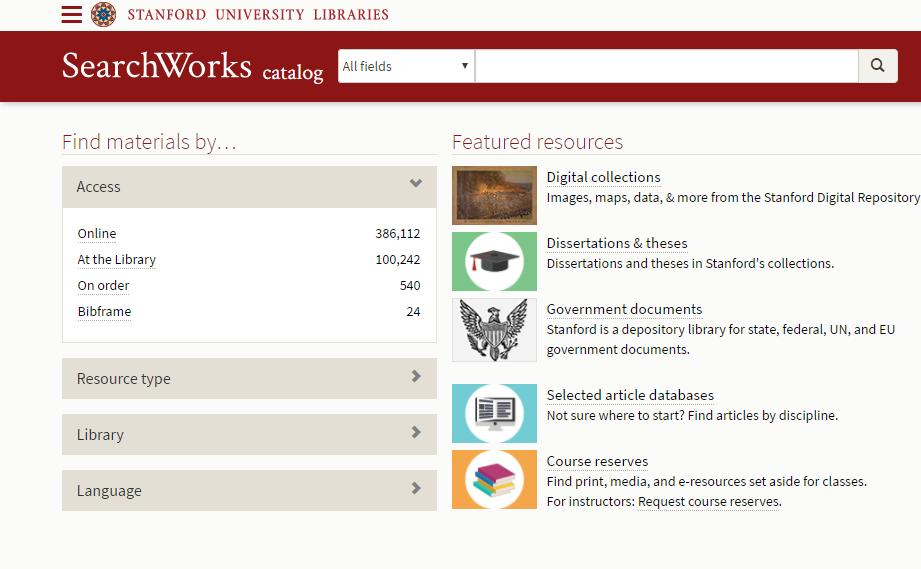 STANFORD UNIVERSITY LIBRARIES
SearchWorks catalog
All fields
Find materials by...
Access
Online 386,112
At the Library 100,242
On order 540
Bibframe 24
Resource type
Library
Language
Featured resources
Digital collections
Images, maps, data, & more from the Stanford Digital Repository
Dissertations & theses
Dissertations and theses in Stanford's collections.
Government documents
Stanford is a depository library for state, federal, UN, and EU
government documents.
Selected article databases
Not sure where to start? Find articles by discipline.
Course reserves
Find print, media, and e-resources set aside for classes.
For instructors: Request course reserves.